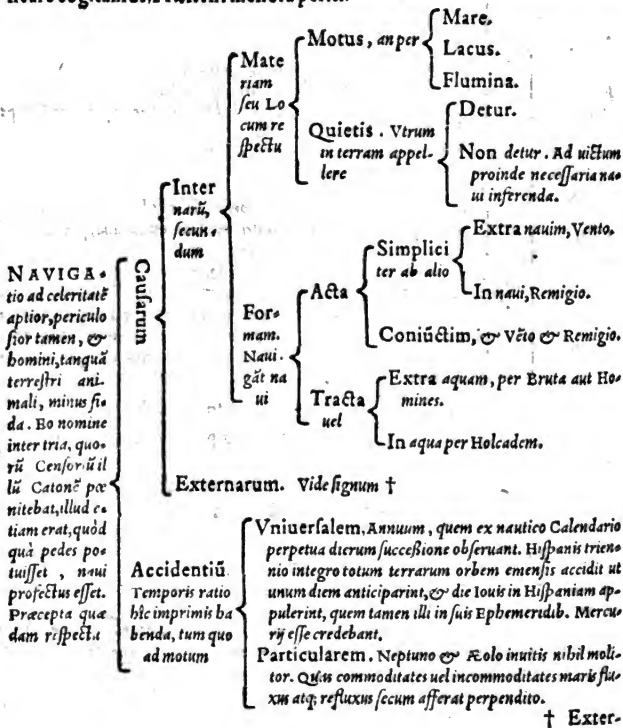 NAVIGA-
tio ad celeritatē
aptior, periculo
sior tamen, &
homini, tanquā
terrestri ani-
mali, minus fi-
da. Eo nomine
inter tria, quo-
rū Censoriū il
lū Catonē pœ
nitebat, illud e-
tiam erat, quòd
quà pedes po-
tuisset, naui
profectus esset.
Præcepta quæ
dam respectu
Causarum
Inter
narū,
secun-
dum
Mate
riam
seu Lo
cum re
spectu
Motus, an per
Mare.
Lacus.
Flumina.
Quietis. Vtrum
in terram appel-
lere
Detur.
Non detur. Ad uictum
proinde necessaria na-
ui inferenda.
For-
mam.
Naui-
gāt na
ui
Acta
Simplici
ter ab alio
Extra nauim, Vento.
In naui, Remigio.
Coniūctim, & Vēto & Remigio.
Tracta
uel
Extra aquam, per Bruta aut Ho-
mines.
In aqua per Holcadem.
Externarum. Vide signum †
Accidentiū
Temporis ratio
hîc imprimis ha
benda, tum quo
ad motum
Vniuersalem, Annuum, quem ex nautico Calendario
perpetua dierum successione obseruant. Hispanis trien-
nio integro totum terrarum orbem emensis accidit ut
unum diem anticiparint, & die Iouis in Hispaniam ap-
pulerint, quem tamen illi in suis Ephemeridib. Mercu-
rij esse credebant.
Particularem. Neptuno & Æolo inuitis nihil moli-
tor. Quas commoditates uel incommoditates maris flu-
xus atq; refluxus secum afferat perpendito.
† Exter-